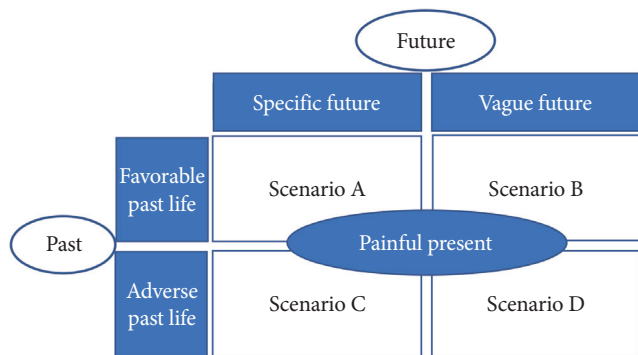 Future
Specific future
Vague future
Favorable
past life
Scenario A
Scenario B
Past
Painful present
Adverse
past life
Scenario C
Scenario D